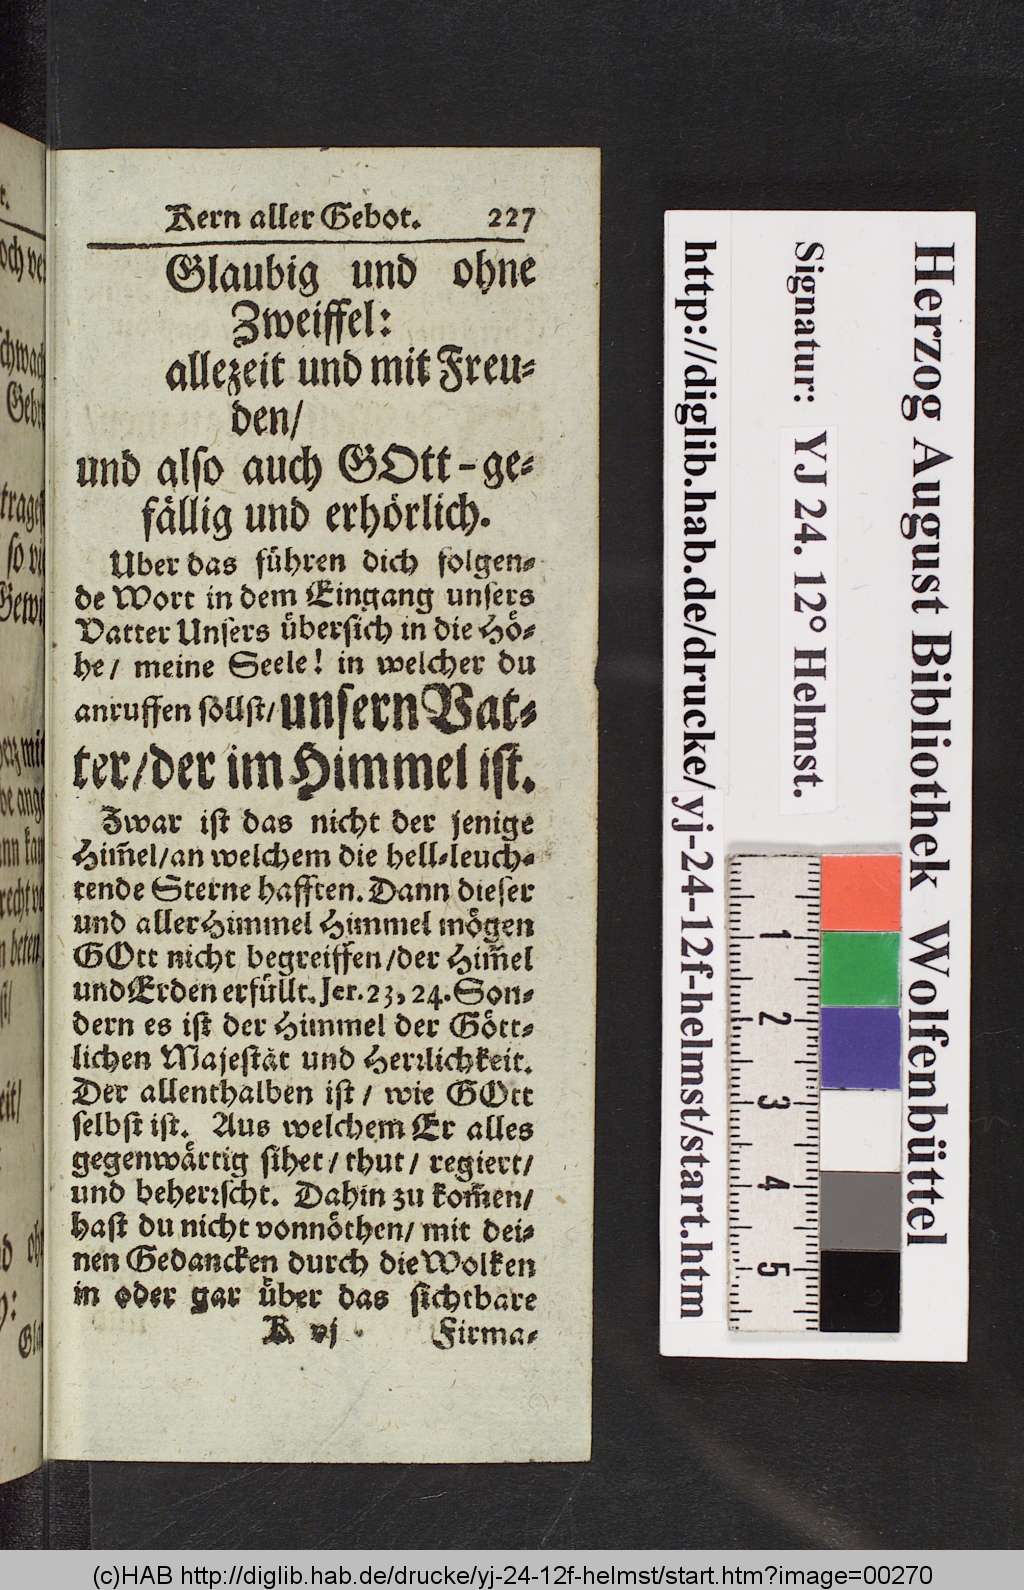 Kern aller Gebot. 227
Glaubig und ohne
Zweiffel:
allezeit und mit Freu-
den/
und also auch GOtt-ge-
fällig und erhörlich.
Uber das führen dich folgen-
de Wort in dem Eingang unsers
Vatter Unsers übersich in die Hö-
he/ meine Seele! in welcher du
anruffen sollst/ unsern Vat-
ter/der im Himmel ist.
Zwar ist das nicht der jenige
Him̃el/an welchem die hell-leuch-
tende Sterne hafften. Dann dieser
und aller Himmel Himmel mögen
GOtt nicht begreiffen/der Him̃el
und Erden erfüllt. Jer. 23, 24. Son-
dern es ist der Himmel der Gött-
lichen Majestät und Herrlichkeit.
Der allenthalben ist/ wie GOtt
selbst ist. Aus welchem Er alles
gegenwärtig sihet/ thut/ regiert/
und beherrscht. Dahin zu kom̃en/
hast du nicht vonnöthen/ mit dei-
nen Gedancken durch die Wolken
in oder gar über das sichtbare
K vj Firma-
Herzog August Bibliothek Wolfenbüttel
Signatur: YJ 24. 12° Helmst.
http://diglib.hab.de/drucke/yj-24-12f-helmst/start.htm
1
2
3
4
5
(c)HAB http://diglib.hab.de/drucke/yj-24-12f-helmst/start.htm?image=00270